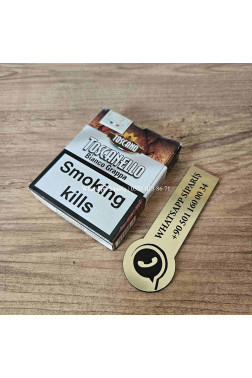 TOSCANO
TOSCANELLO
Bianco Grappa
Smoking
kills
WHATSAPP SİPARİŞ
+90 501 160 00 34